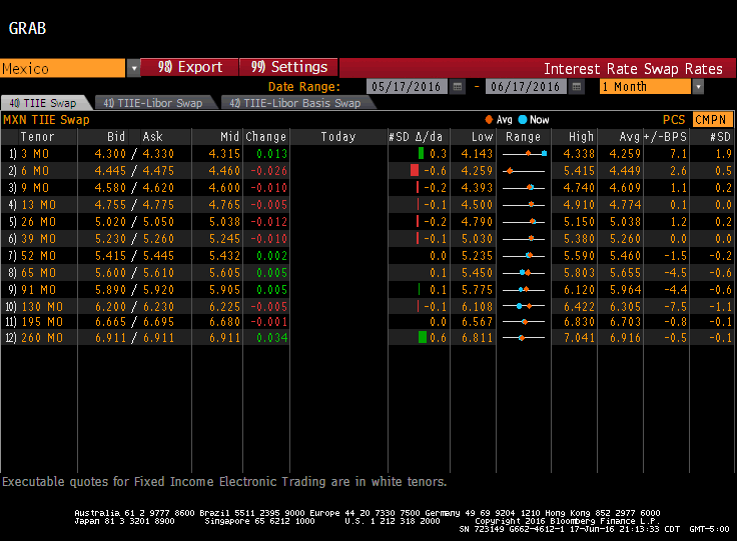 GRAB
Mexico 98) Export 99) Settings Interest Rate Swap Rates
Date Range: 05/17/2016 - 06/17/2016 1 Month
40) TIIE Swap 41) TIIE-Libor Swap 42) TIIE-Libor Basis Swap
MXN TIIE Swap Avg Now PCS CMPN
Tenor Bid Ask Mid Change Today #SD Δ/da Low Range High Avg +/-BPS #SD
1) 3 MO 4.300 / 4.330 4.315 0.013 0.3 4.143 4.338 4.259 7.1 1.9
2) 6 MO 4.445 / 4.475 4.460 -0.026 -0.6 4.259 5.415 4.449 2.6 0.5
3) 9 MO 4.580 / 4.620 4.600 -0.010 -0.2 4.393 4.740 4.609 1.1 0.2
4) 13 MO 4.755 / 4.775 4.765 -0.005 -0.1 4.500 4.910 4.774 0.1 0.0
5) 26 MO 5.020 / 5.050 5.038 -0.012 -0.2 4.790 5.150 5.038 1.2 0.2
6) 39 MO 5.230 / 5.260 5.245 -0.010 -0.1 5.030 5.380 5.260 0.0 0.0
7) 52 MO 5.415 / 5.445 5.432 0.002 0.0 5.235 5.590 5.460 -1.5 -0.2
8) 65 MO 5.600 / 5.610 5.605 0.005 0.1 5.450 5.803 5.655 -4.5 -0.6
9) 91 MO 5.890 / 5.920 5.905 0.005 0.1 5.775 6.120 5.964 -4.4 -0.6
10) 130 MO 6.200 / 6.230 6.225 -0.005 -0.1 6.108 6.422 6.305 -7.5 -1.1
11) 195 MO 6.665 / 6.695 6.680 -0.001 0.0 6.567 6.830 6.703 -0.8 -0.1
12) 260 MO 6.911 / 6.911 6.911 0.034 0.6 6.811 7.041 6.916 -0.5 -0.1
Executable quotes for Fixed Income Electronic Trading are in white tenors.
Australia 61 2 9777 8600 Brazil 5511 2395 9000 Europe 44 20 7330 7500 Germany 49 69 9204 1210 Hong Kong 852 2977 6000
Japan 81 3 3201 8900 Singapore 65 6212 1000 U.S. 1 212 318 2000 Copyright 2016 Bloomberg Finance L.P.
SN 723149 G662-4612-1 17-Jun-16 21:13:33 CDT GMT-5:00